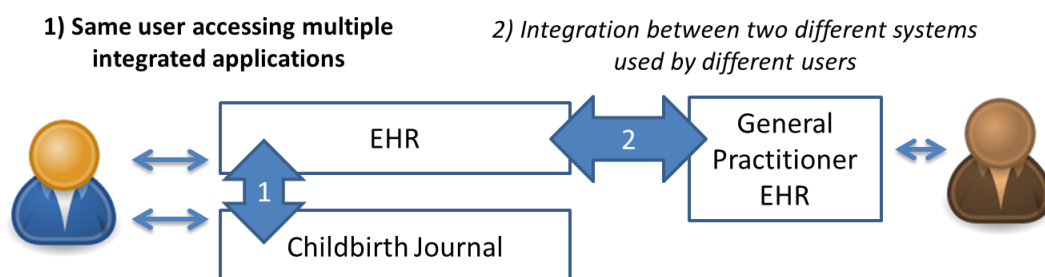 1) Same user accessing multiple
integrated applications
2) Integration between two different systems
used by different users
EHR
1
Childbirth Journal
2
General
Practitioner
EHR